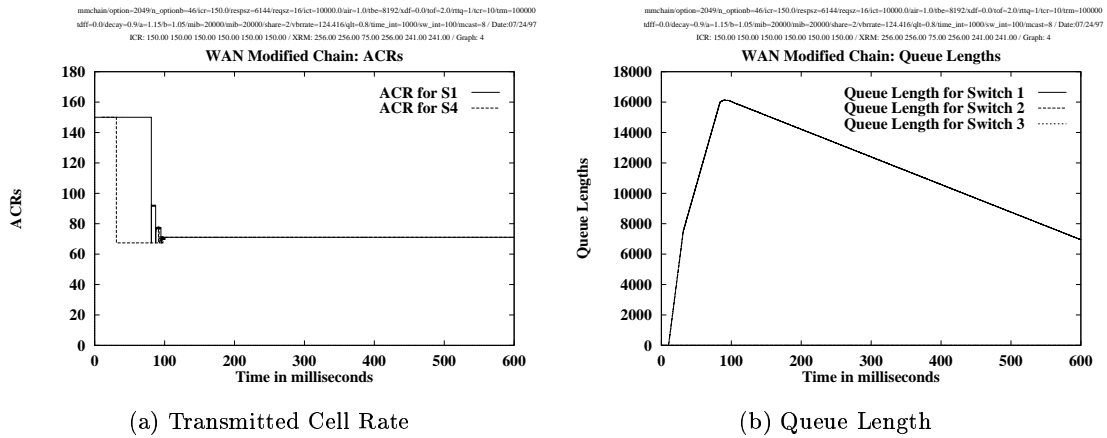 mmchain/option=2049/n_optionb=46/icr=150.0/respsz=6144/reqsz=16/ict=10000.0/air=1.0/tbe=8192/xdf=0.0/tof=2.0/rttq=1/tcr=10/trm=100000
tdff=0.0/decay=0.9/a=1.15/b=1.05/mib=20000/mib=20000/share=2/vbrrate=124.416/qlt=0.8/time_int=1000/sw_int=100/mcast=8 / Date:07/24/97
ICR: 150.00 150.00 150.00 150.00 150.00 150.00 / XRM: 256.00 256.00 75.00 256.00 241.00 241.00 / Graph: 4
WAN Modified Chain: ACRs
180
160
140
120
100
80
60
40
20
0
ACRs
ACR for S1
ACR for S4
0 100 200 300 400 500 600
Time in milliseconds
(a) Transmitted Cell Rate
mmchain/option=2049/n_optionb=46/icr=150.0/respsz=6144/reqsz=16/ict=10000.0/air=1.0/tbe=8192/xdf=0.0/tof=2.0/rttq=1/tcr=10/trm=100000
tdff=0.0/decay=0.9/a=1.15/b=1.05/mib=20000/mib=20000/share=2/vbrrate=124.416/qlt=0.8/time_int=1000/sw_int=100/mcast=8 / Date:07/24/97
ICR: 150.00 150.00 150.00 150.00 150.00 150.00 / XRM: 256.00 256.00 75.00 256.00 241.00 241.00 / Graph: 4
WAN Modified Chain: Queue Lengths
18000
16000
14000
12000
10000
8000
6000
4000
2000
0
Queue Lengths
Queue Length for Switch 1
Queue Length for Switch 2
Queue Length for Switch 3
0 100 200 300 400 500 600
Time in milliseconds
(b) Queue Length